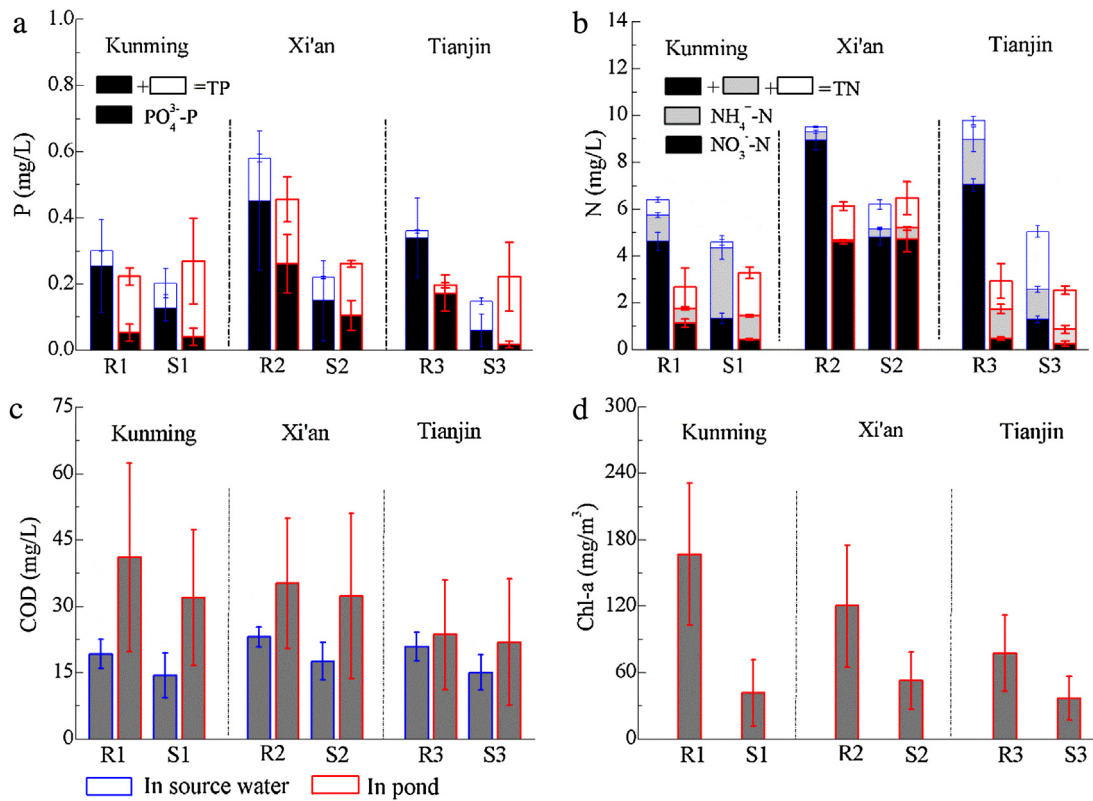 a
P (mg/L)
1.0
0.8
0.6
0.4
0.2
0.0
Kunming Xi'an Tianjin
+ =TP
PO₄³⁻-P
R1 S1 R2 S2 R3 S3
b
N (mg/L)
14
12
10
8
6
4
2
0
Kunming Xi'an Tianjin
+ + =TN
NH₄⁻-N
NO₃⁻-N
R1 S1 R2 S2 R3 S3
c
COD (mg/L)
75
60
45
30
15
0
Kunming Xi'an Tianjin
R1 S1 R2 S2 R3 S3
d
Chl-a (mg/m³)
300
240
180
120
60
0
Kunming Xi'an Tianjin
R1 S1 R2 S2 R3 S3
In source water In pond